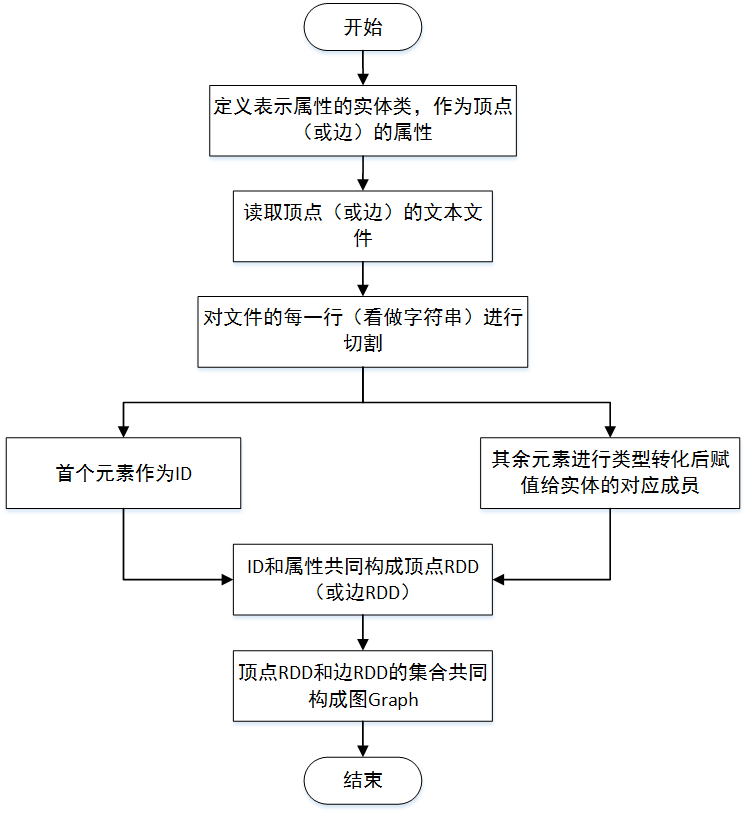 开始
定义表示属性的实体类，作为顶点
（或边）的属性
读取顶点（或边）的文本文
件
对文件的每一行（看做字符串）进行
切割
首个元素作为ID
其余元素进行类型转化后赋
值给实体的对应成员
ID和属性共同构成顶点RDD
（或边RDD）
顶点RDD和边RDD的集合共同
构成图Graph
结束